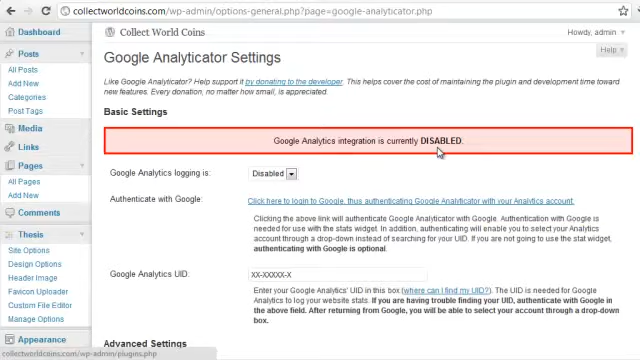 collectworldcoins.com/wp-admin/options-general.php?page=google-analyticator.php
Collect World Coins
Howdy, admin
Help
Dashboard
Posts
All Posts
Add New
Categories
Post Tags
Media
Links
Pages
All Pages
Add New
Comments
Thesis
Site Options
Design Options
Header Image
Favicon Uploader
Custom File Editor
Manage Options
Appearance
Google Analyticator Settings
Like Google Analyticator? Help support it by donating to the developer. This helps cover the cost of maintaining the plugin and development time toward
new features. Every donation, no matter how small, is appreciated.
Basic Settings
Google Analytics integration is currently DISABLED.
Google Analytics logging is:
Disabled
Authenticate with Google:
Click here to login to Google, thus authenticating Google Analyticator with your Analytics account.
Clicking the above link will authenticate Google Analyticator with Google. Authentication with Google is
needed for use with the stats widget. In addition, authenticating will enable you to select your Analytics
account through a drop-down instead of searching for your UID. If you are not going to use the stat widget,
authenticating with Google is optional.
Google Analytics UID:
XX-XXXXX-X
Enter your Google Analytics' UID in this box (where can I find my UID?). The UID is needed for Google
Analytics to log your website stats. If you are having trouble finding your UID, authenticate with Google in
the above field. After returning from Google, you will be able to select your account through a drop-down
box.
Advanced Settings
collectworldcoins.com/wp-admin/plugins.php